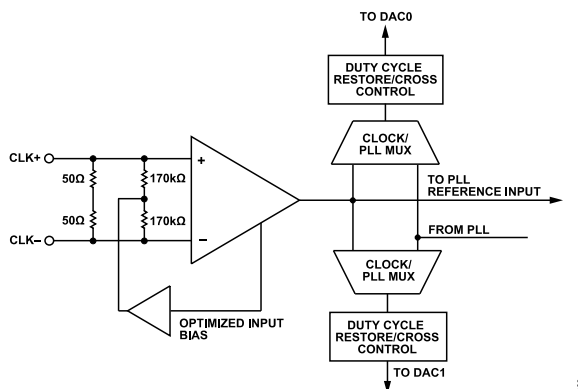 TO DAC0
DUTY CYCLE
RESTORE/CROSS
CONTROL
CLOCK/
PLL MUX
CLK+
50Ω
170kΩ
+
TO PLL
REFERENCE INPUT
50Ω
170kΩ
–
CLK–
FROM PLL
CLOCK/
PLL MUX
OPTIMIZED INPUT
BIAS
DUTY CYCLE
RESTORE/CROSS
CONTROL
TO DAC1